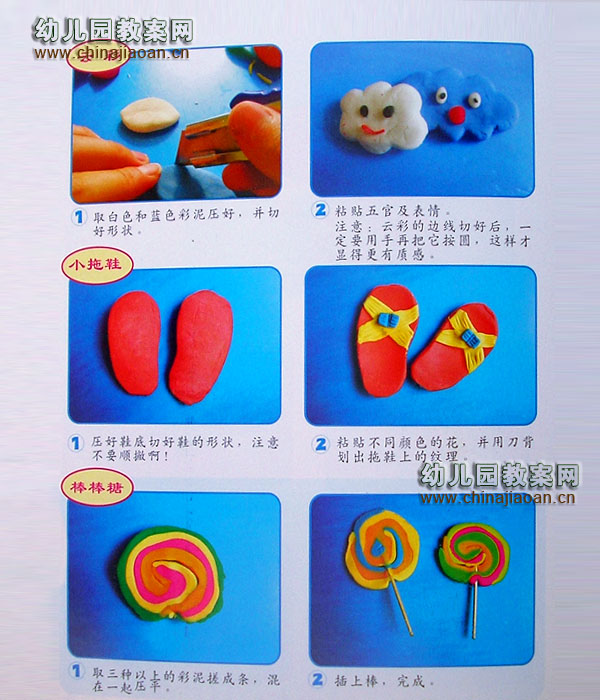 幼儿园教案网
www.chinajiaoan.cn
1 取白色和蓝色彩泥压好，并切
好形状。
2 粘贴五官及表情。
注意：云彩的边线切好后，一
定要用手再把它按圆，这样才
显得更有质感。
小拖鞋
1 压好鞋底切好鞋的形状，注意
不要顺撇啊！
2 粘贴不同颜色的花，并用刀背
划出拖鞋上的纹理
幼儿园教案网
www.chinajiaoan.cn
棒棒糖
1 取三种以上的彩泥搓成条，混
在一起压平。
2 插上棒，完成。